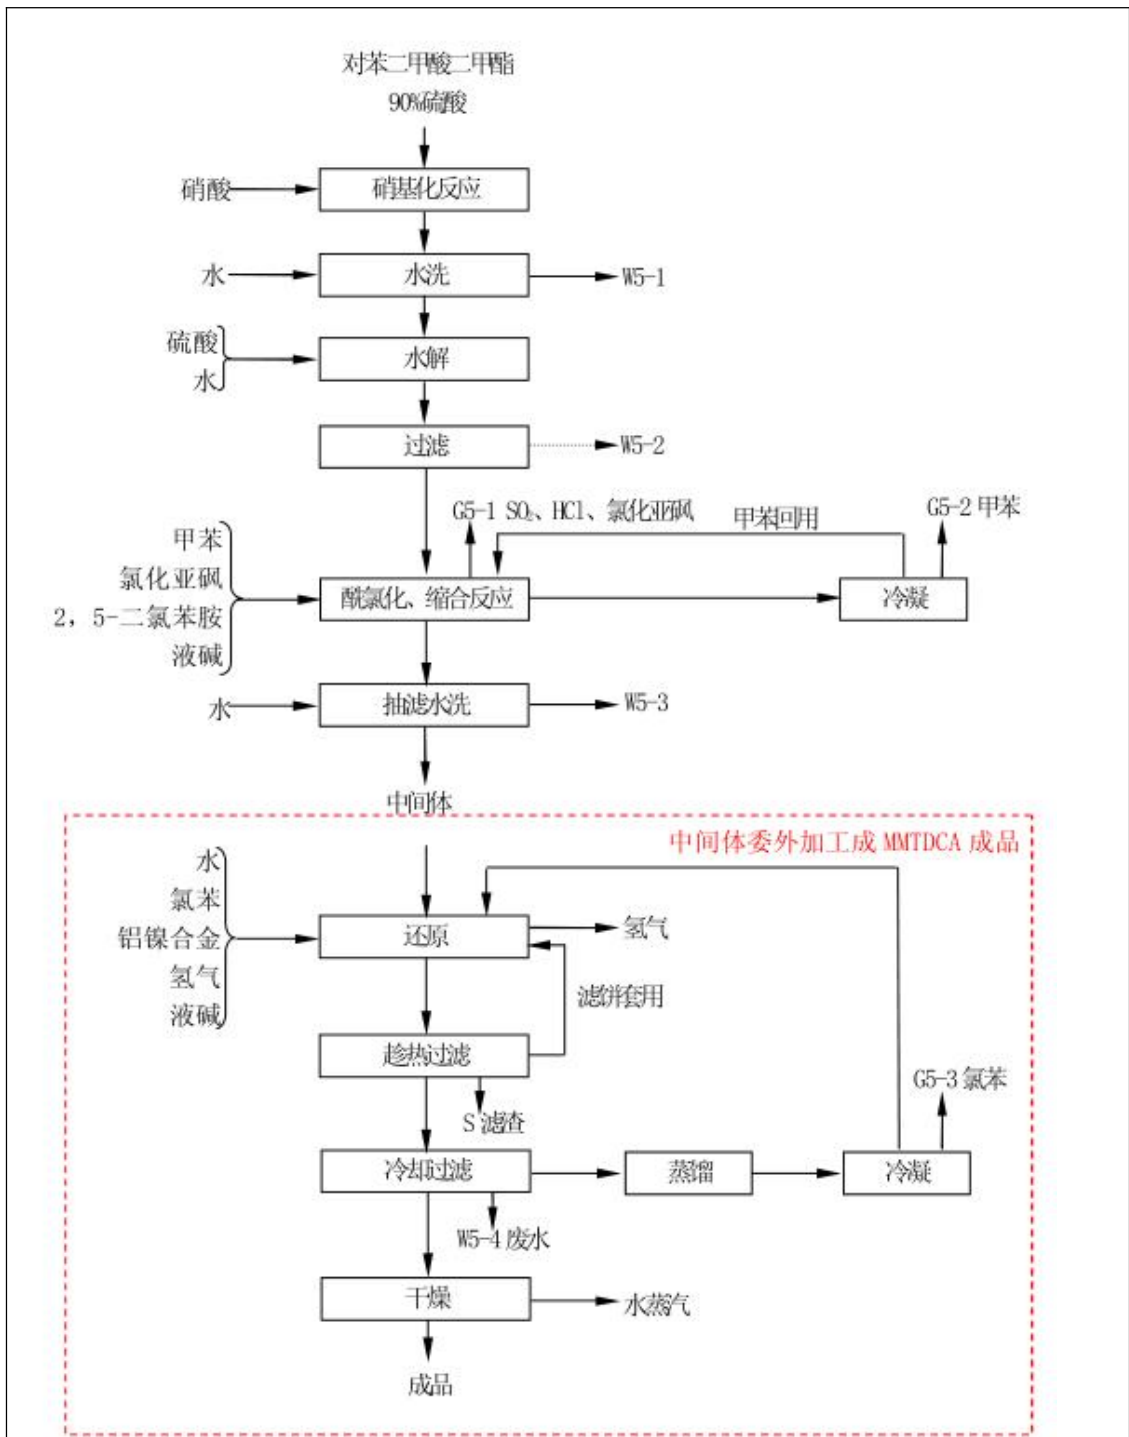 对苯二甲酸二甲酯
90%硫酸
硝酸
硝基化反应
水
水洗
W5-1
硫酸
水
水解
过滤
W5-2
G5-1 SO₂、HCl、氯化亚砜
甲苯回用
G5-2 甲苯
甲苯
氯化亚砜
2，5-二氯苯胺
液碱
酰氯化、缩合反应
冷凝
水
抽滤水洗
W5-3
中间体
中间体委外加工成 MMTDCA 成品
水
氯苯
铝镍合金
氢气
液碱
还原
氢气
滤饼套用
趁热过滤
S 滤渣
G5-3 氯苯
冷却过滤
蒸馏
冷凝
W5-4 废水
干燥
水蒸汽
成品